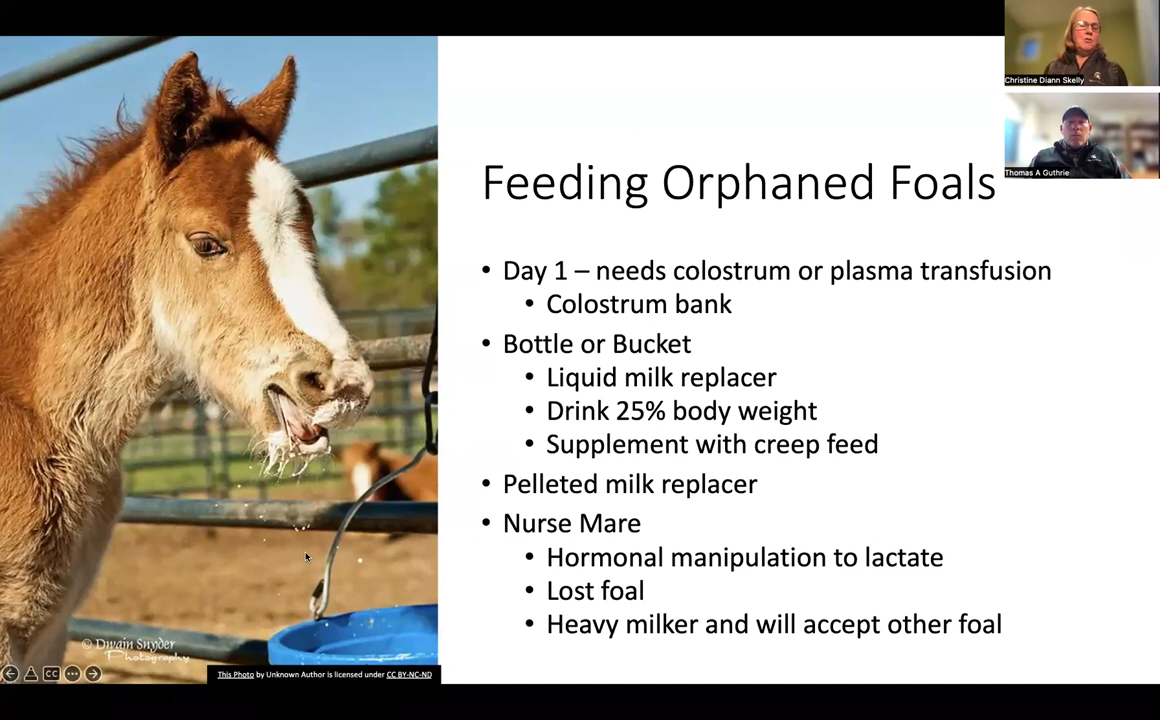 Christine Diann Skelly
Thomas A Guthrie
Feeding Orphaned Foals
• Day 1 – needs colostrum or plasma transfusion
• Colostrum bank
• Bottle or Bucket
• Liquid milk replacer
• Drink 25% body weight
• Supplement with creep feed
• Pelleted milk replacer
• Nurse Mare
• Hormonal manipulation to lactate
• Lost foal
• Heavy milker and will accept other foal
© Dwain Snyder
Photography
CC
This Photo by Unknown Author is licensed under CC BY-NC-ND